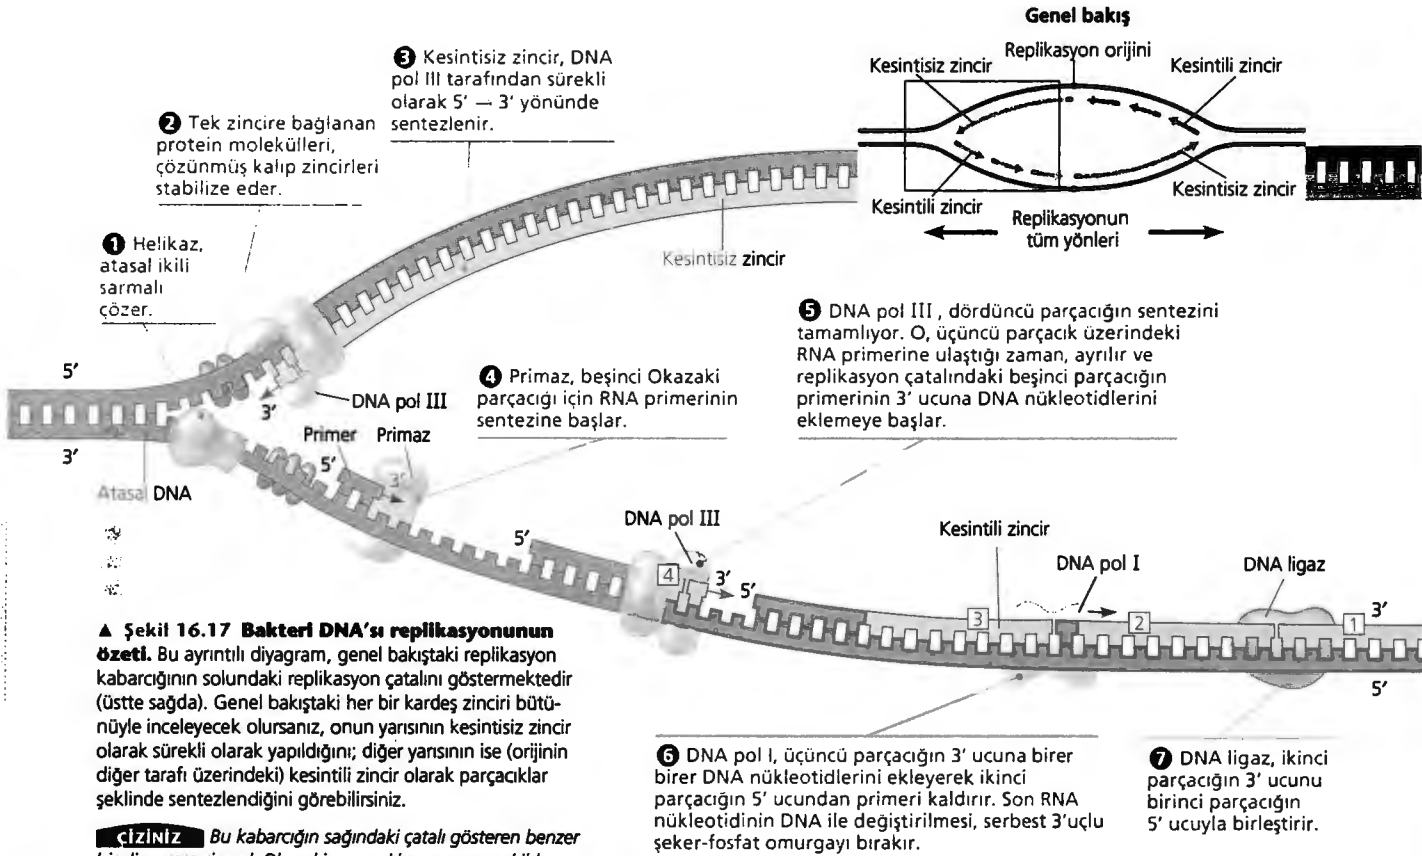 Genel bakış
Replikasyon orijini
Kesintisiz zincir
Kesintili zincir
Kesintili zincir
Kesintisiz zincir
Replikasyonun
tüm yönleri
❸ Kesintisiz zincir, DNA
pol III tarafından sürekli
olarak 5′ — 3′ yönünde
sentezlenir.
❷ Tek zincire bağlanan
protein molekülleri,
çözünmüş kalıp zincirleri
stabilize eder.
❶ Helikaz,
atasal ikili
sarmalı
çözer.
Kesintisiz zincir
❺ DNA pol III , dördüncü parçacığın sentezini
tamamlıyor. O, üçüncü parçacık üzerindeki
RNA primerine ulaştığı zaman, ayrılır ve
replikasyon çatalındaki beşinci parçacığın
primerinin 3′ ucuna DNA nükleotidlerini
eklemeye başlar.
❹ Primaz, beşinci Okazaki
parçacığı için RNA primerinin
sentezine başlar.
5′
3′
DNA pol III
Primer Primaz
5′
3′
3′
Atasal DNA
5′
DNA pol III
4
3′
5′
Kesintili zincir
DNA pol I
DNA ligaz
3
2
1
3′
5′
▲ Şekil 16.17 Bakteri DNA'sı replikasyonunun
özeti. Bu ayrıntılı diyagram, genel bakıştaki replikasyon
kabarcığının solundaki replikasyon çatalını göstermektedir
(üstte sağda). Genel bakıştaki her bir kardeş zinciri bütü-
nüyle inceleyecek olursanız, onun yarısının kesintisiz zincir
olarak sürekli olarak yapıldığını; diğer yarısının ise (orijinin
diğer tarafı üzerindeki) kesintili zincir olarak parçacıklar
şeklinde sentezlendiğini görebilirsiniz.
ÇİZİNİZ Bu kabarcığın sağındaki çatalı gösteren benzer
❻ DNA pol I, üçüncü parçacığın 3′ ucuna birer
birer DNA nükleotidlerini ekleyerek ikinci
parçacığın 5′ ucundan primeri kaldırır. Son RNA
nükleotidinin DNA ile değiştirilmesi, serbest 3′uçlu
şeker-fosfat omurgayı bırakır.
❼ DNA ligaz, ikinci
parçacığın 3′ ucunu
birinci parçacığın
5′ ucuyla birleştirir.